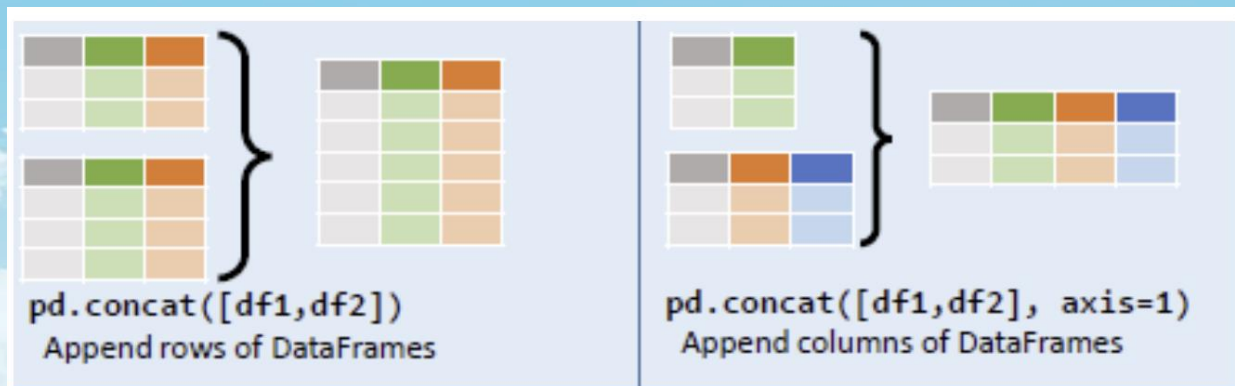 pd.concat([df1,df2])
Append rows of DataFrames
pd.concat([df1,df2], axis=1)
Append columns of DataFrames